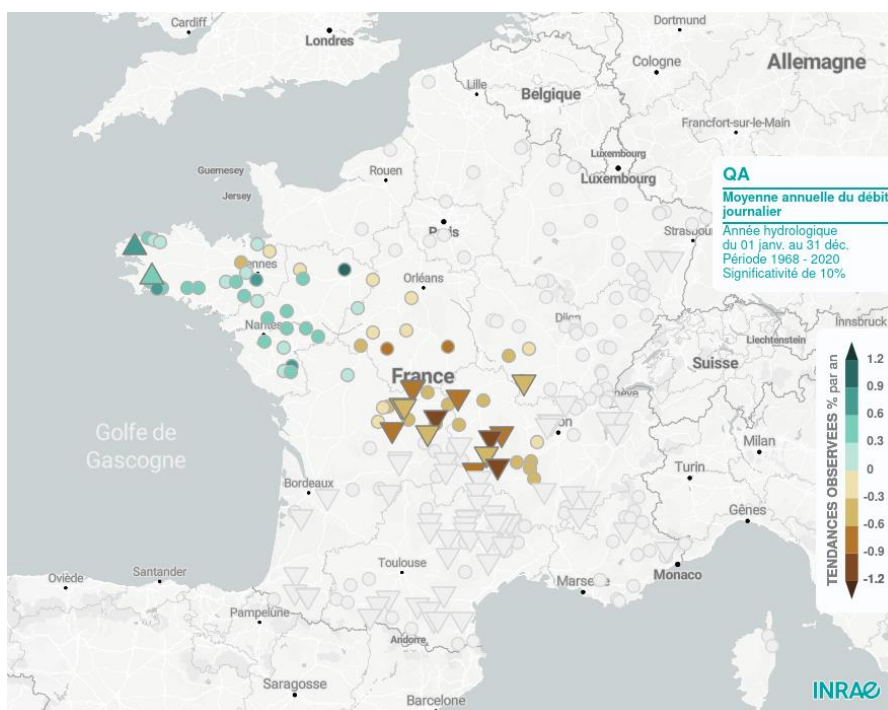 Cardiff
Londres
Dortmund
Cologne
Allemagne
Lille
Belgique
Francfort-sur-le-Main
Guernesey
Jersey
Rouen
Luxembourg
Luxembourg
QA
Moyenne annuelle du débit
journalier
Année hydrologique
du 01 janv. au 31 déc.
Période 1968 - 2020
Significativité de 10%
Strasbou
Orléans
Nantes
Dijon
Innsbruck
Liechtenstein
Suisse
France
Golfe de
Gascogne
Milan
Turin
Bordeaux
Gênes
Toulouse
Monaco
Oviédo
Santander
Pampelune
Andorre
Saragosse
Barcelone
TENDANCES OBSERVEES % par an
1.2
0.9
0.6
0.3
0
-0.3
-0.6
-0.9
-1.2
INRAE